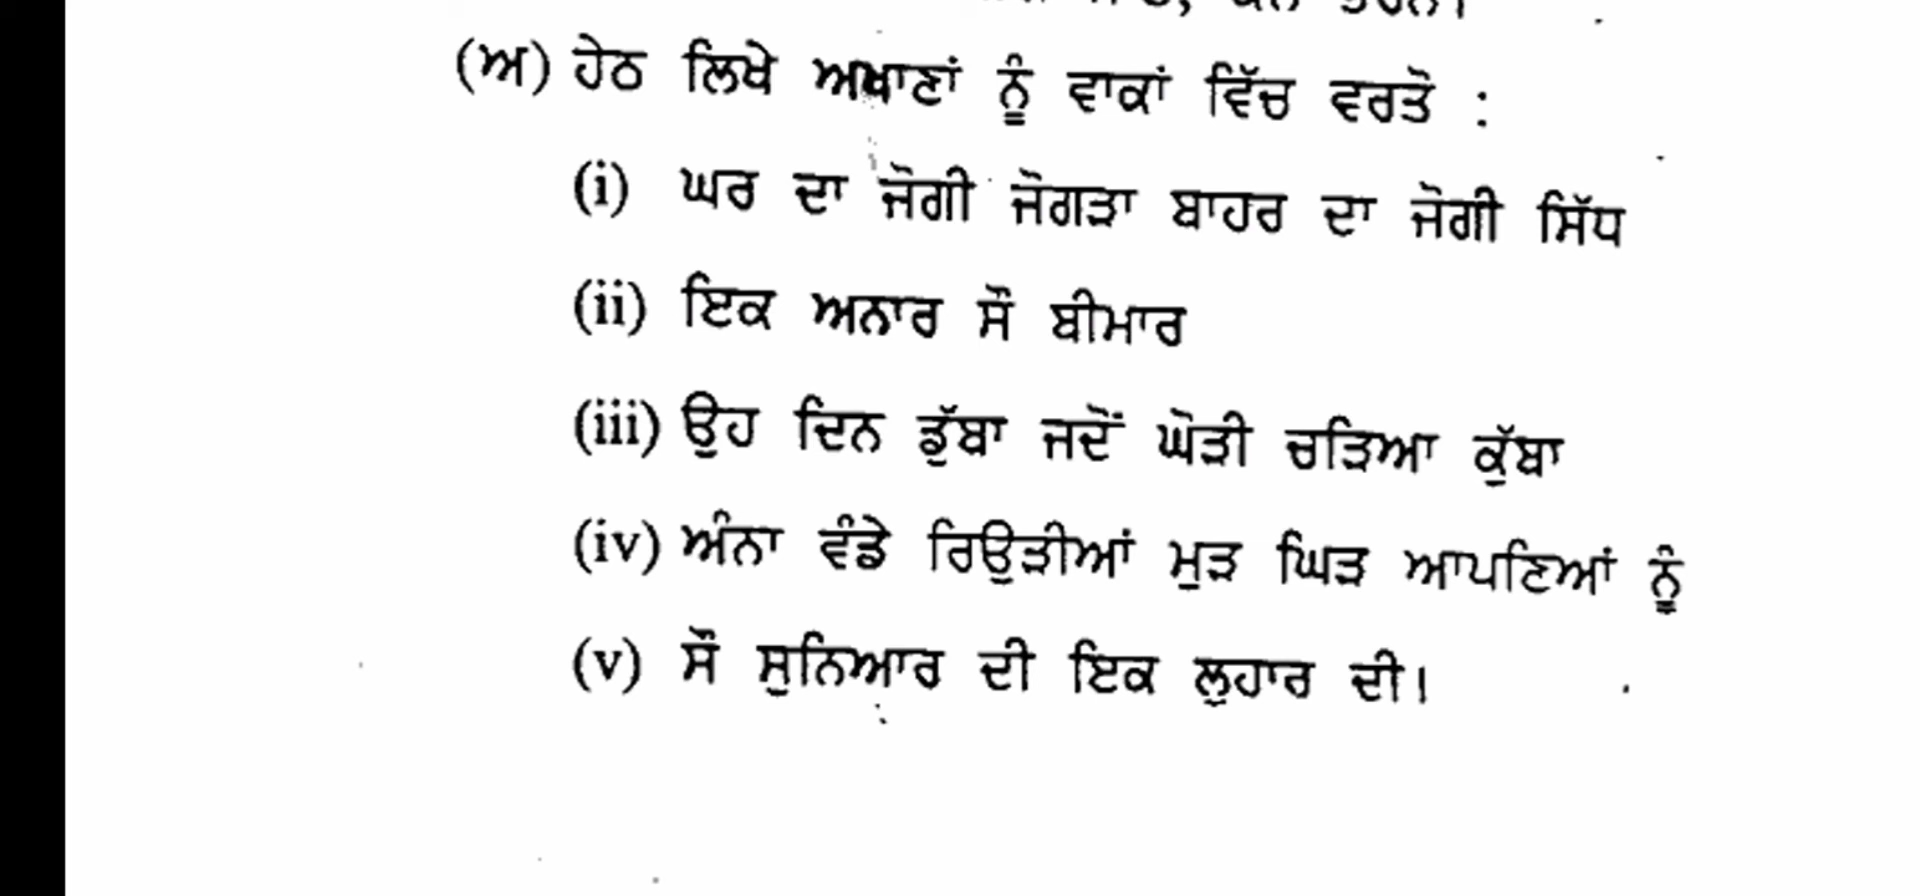 (ਅ) ਹੇਠ ਲਿਖੇ ਅਖਾਣਾਂ ਨੂੰ ਵਾਕਾਂ ਵਿੱਚ ਵਰਤੋ :
(i) ਘਰ ਦਾ ਜੋਗੀ ਜੋਗੜਾ ਬਾਹਰ ਦਾ ਜੋਗੀ ਸਿੱਧ
(ii) ਇਕ ਅਨਾਰ ਸੌ ਬੀਮਾਰ
(iii) ਉਹ ਦਿਨ ਡੁੱਬਾ ਜਦੋਂ ਘੋੜੀ ਚੜਿਆ ਕੁੱਬਾ
(iv) ਅੰਨਾ ਵੰਡੇ ਰਿਉੜੀਆਂ ਮੁੜ ਘਿੜ ਆਪਣਿਆਂ ਨੂੰ
(v) ਸੌ ਸੁਨਿਆਰ ਦੀ ਇਕ ਲੁਹਾਰ ਦੀ।